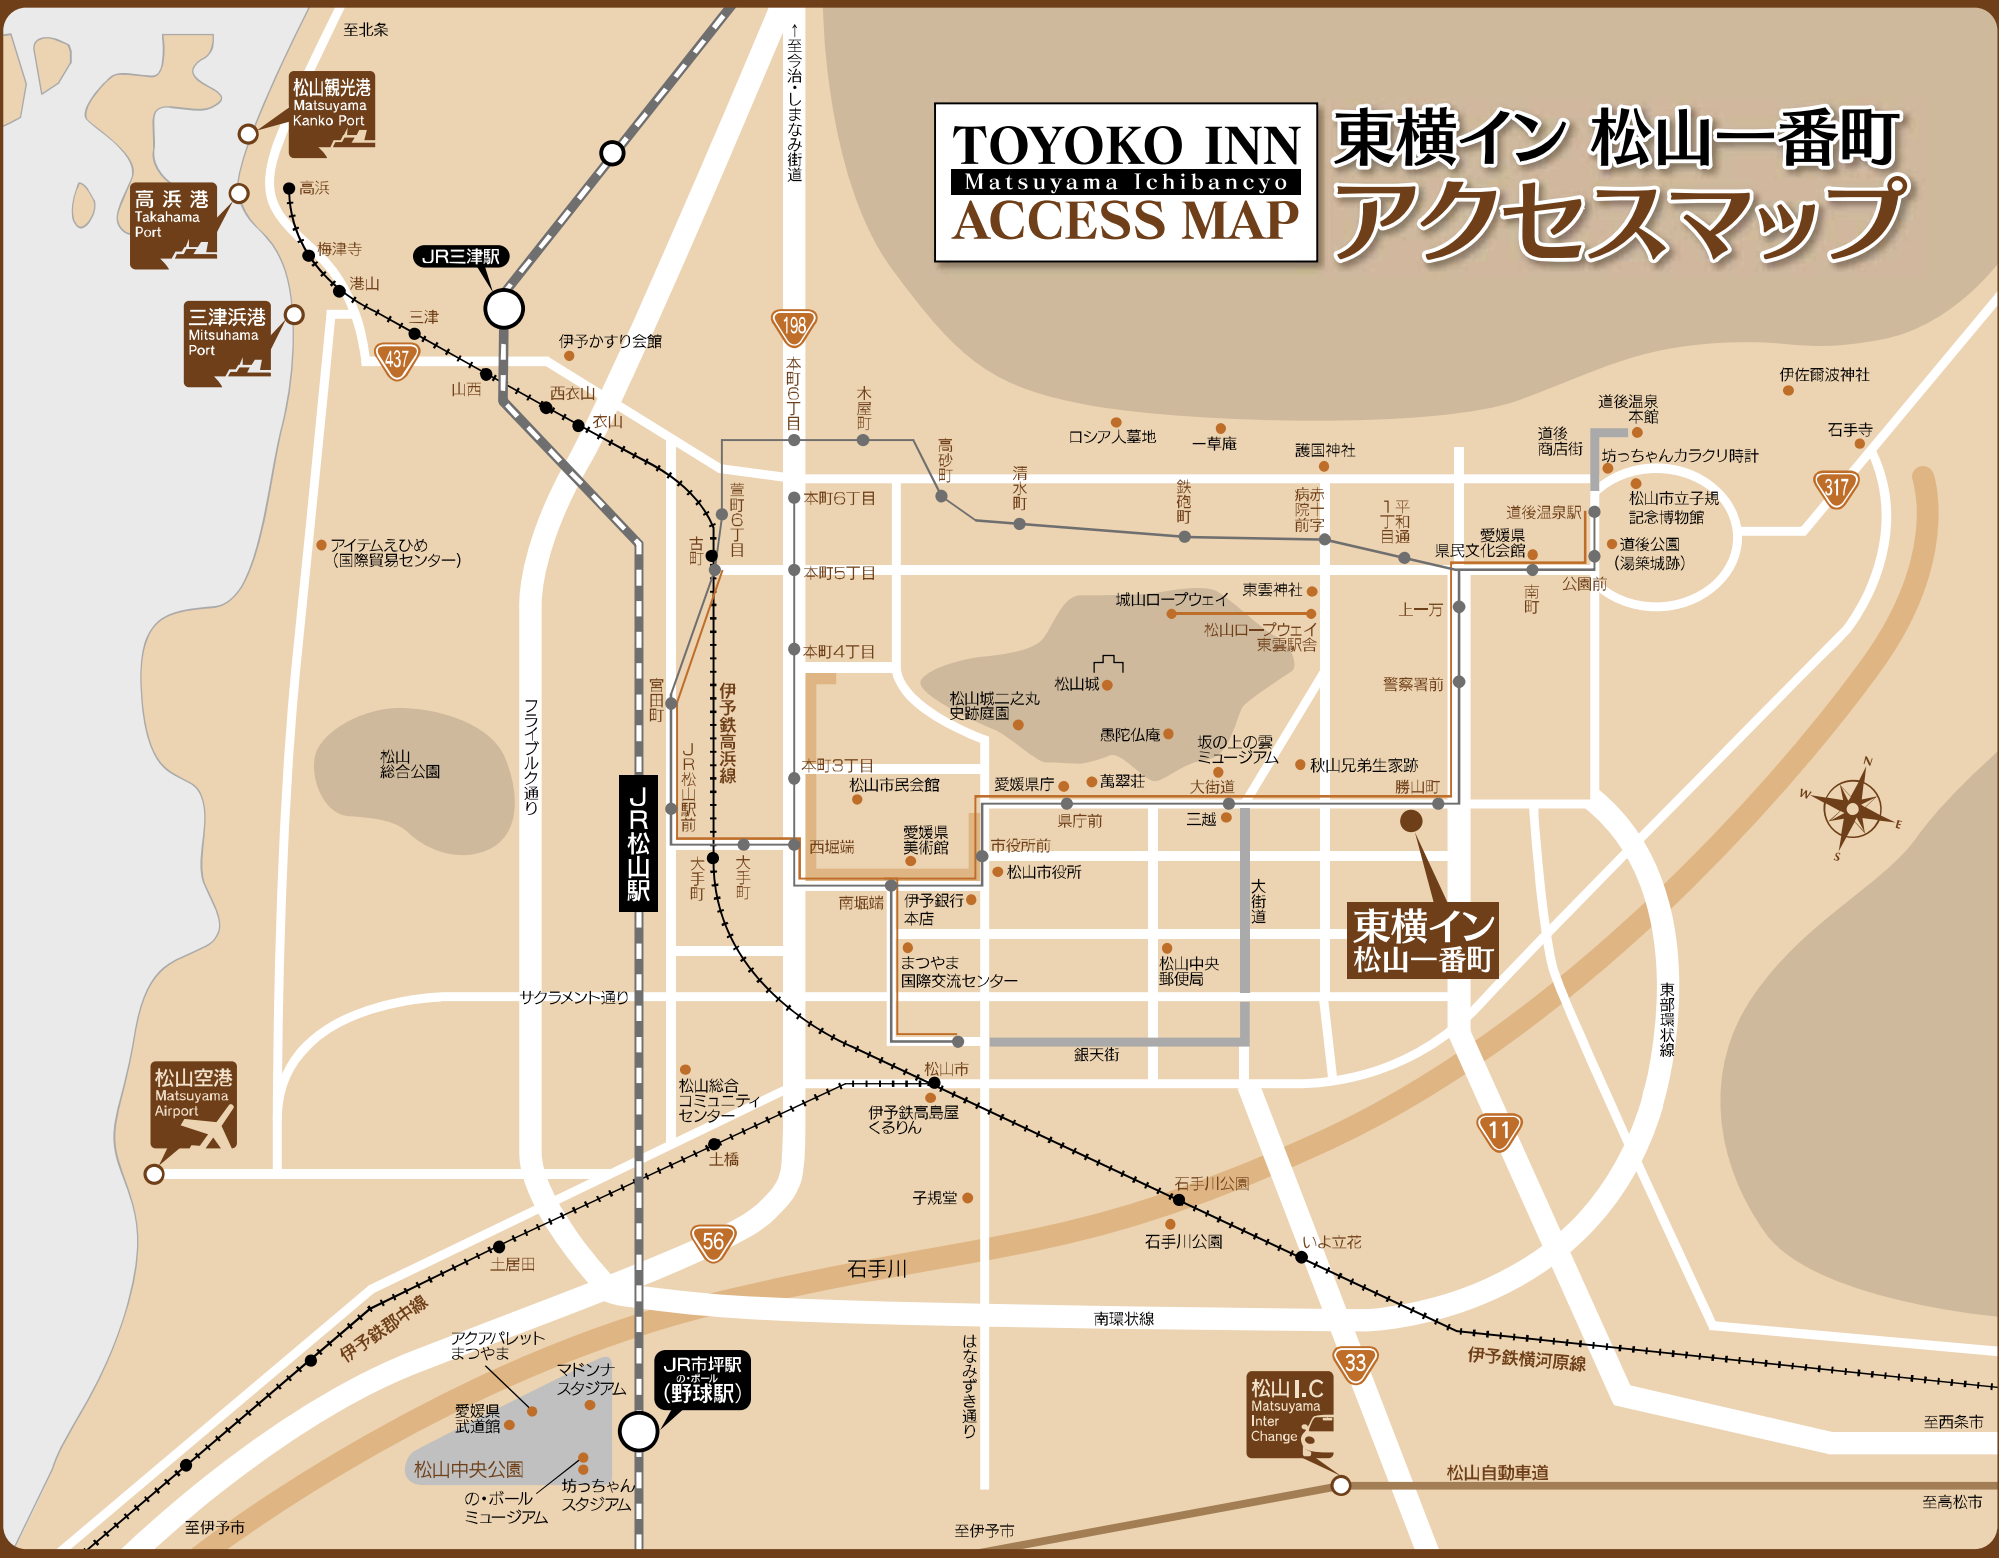 至北条
←至今治・しまなみ街道
松山観光港
Matsuyama
Kanko Port
高浜
高浜港
Takahama
Port
梅津寺
港山
三津浜港
Mitsuhama
Port
三津
437
JR三津駅
TOYOKO INN
Matsuyama Ichibancyo
ACCESS MAP
東横イン 松山一番町
アクセスマップ
198
伊予かすり会館
山西
西衣山
衣山
本町6丁目
木屋町
高砂町
清水町
鉄砲町
ロシア人墓地
一草庵
護国神社
赤十字
病院前
平和通
1丁目
伊佐爾波神社
道後温泉
本館
道後
商店街
石手寺
坊っちゃんカラクリ時計
317
松山市立子規
記念博物館
道後温泉駅
愛媛県
県民文化会館
道後公園
(湯築城跡)
公園前
南町
上一万
警察署前
萱町6丁目
古町
本町6丁目
本町5丁目
本町4丁目
本町3丁目
アイテムえひめ
(国際貿易センター)
東雲神社
城山ロープウェイ
松山ロープウェイ
東雲駅舎
松山城
松山城二之丸
史跡庭園
愚陀仏庵
坂の上の雲
ミュージアム
秋山兄弟生家跡
宮田町
伊予鉄高浜線
JR松山駅前
フライブルク通り
松山
総合公園
JR松山駅
松山市民会館
愛媛県庁
萬翠荘
大街道
勝山町
県庁前
三越
愛媛県
美術館
市役所前
松山市役所
西堀端
大手町
大手町
南堀端
伊予銀行
本店
大街道
東横イン
松山一番町
まつやま
国際交流センター
松山中央
郵便局
サクラメント通り
東部環状線
銀天街
N
W
E
S
松山空港
Matsuyama
Airport
松山総合
コミュニティ
センター
松山市
伊予鉄高島屋
くるりん
土橋
11
子規堂
石手川公園
石手川公園
いよ立花
56
石手川
土居田
伊予鉄郡中線
南環状線
はなみずき通り
アクアパレット
まつやま
マドンナ
スタジアム
JR市坪駅
の・ボール
(野球駅)
愛媛県
武道館
松山中央公園
の・ボール
ミュージアム
坊っちゃん
スタジアム
33
伊予鉄横河原線
松山I.C
Matsuyama
Inter
Change
至西条市
松山自動車道
至高松市
至伊予市
至伊予市